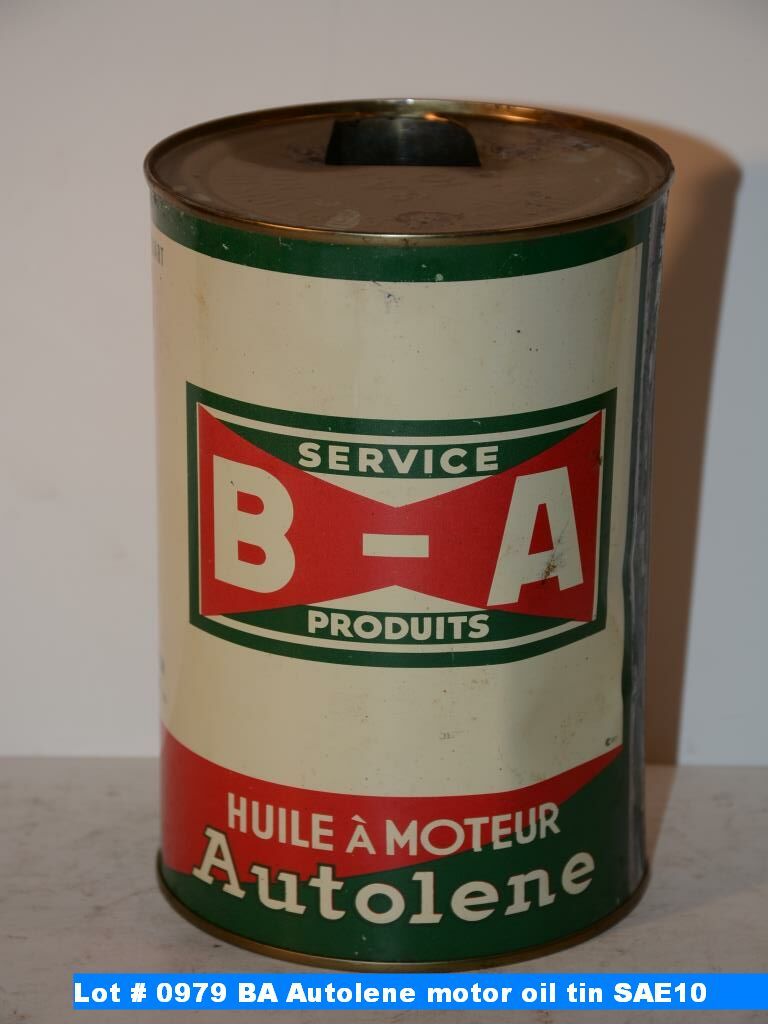 SERVICE
B-A
PRODUITS
HUILE À MOTEUR
Autolene
Lot # 0979 BA Autolene motor oil tin SAE10